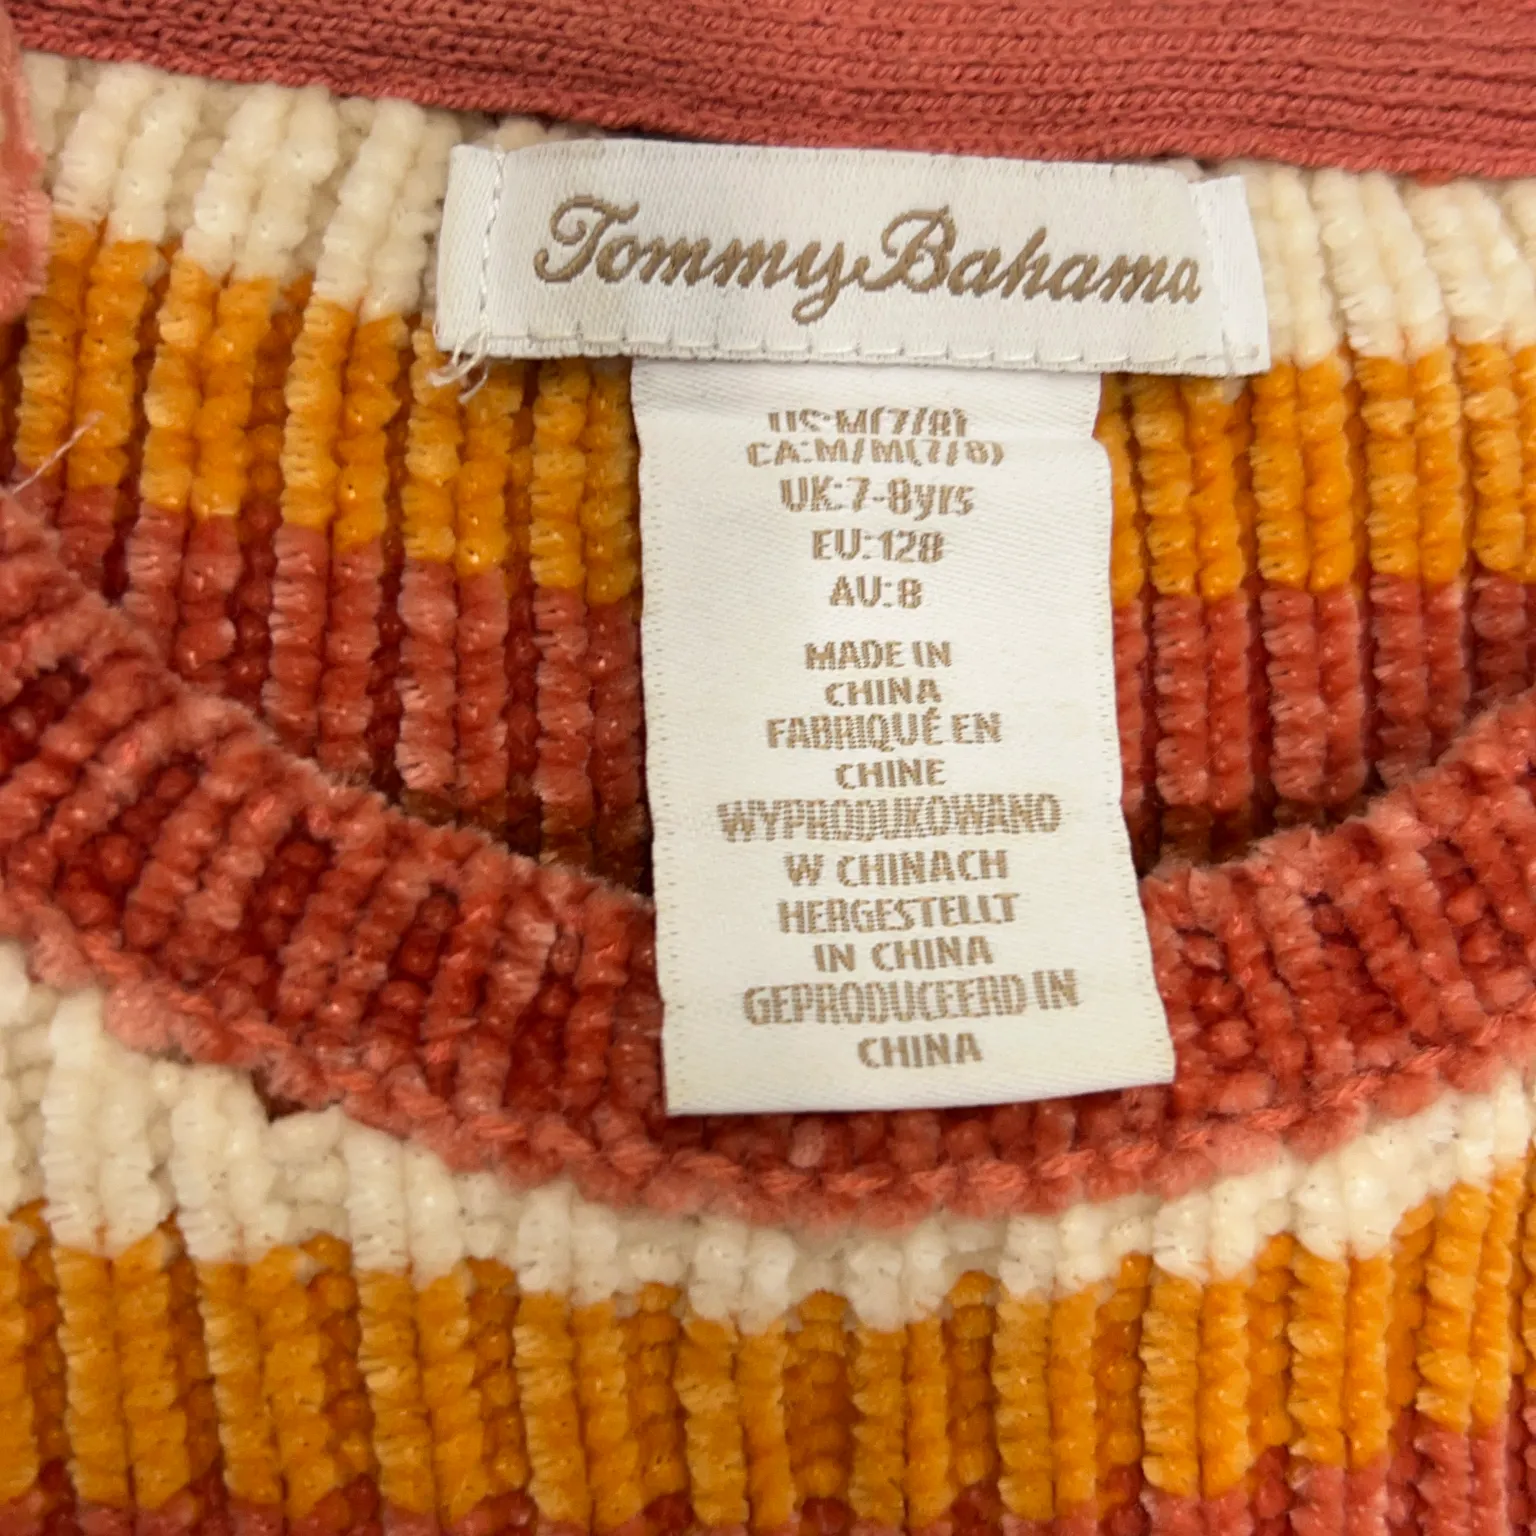 Tommy Bahama
US:M(7/8)
CA:M/M(7/8)
UK:7-8yrs
EU:128
AU:8
MADE IN
CHINA
FABRIQUÉ EN
CHINE
WYPRODUKOWANO
W CHINACH
HERGESTELLT
IN CHINA
GEPRODUCEERD IN
CHINA